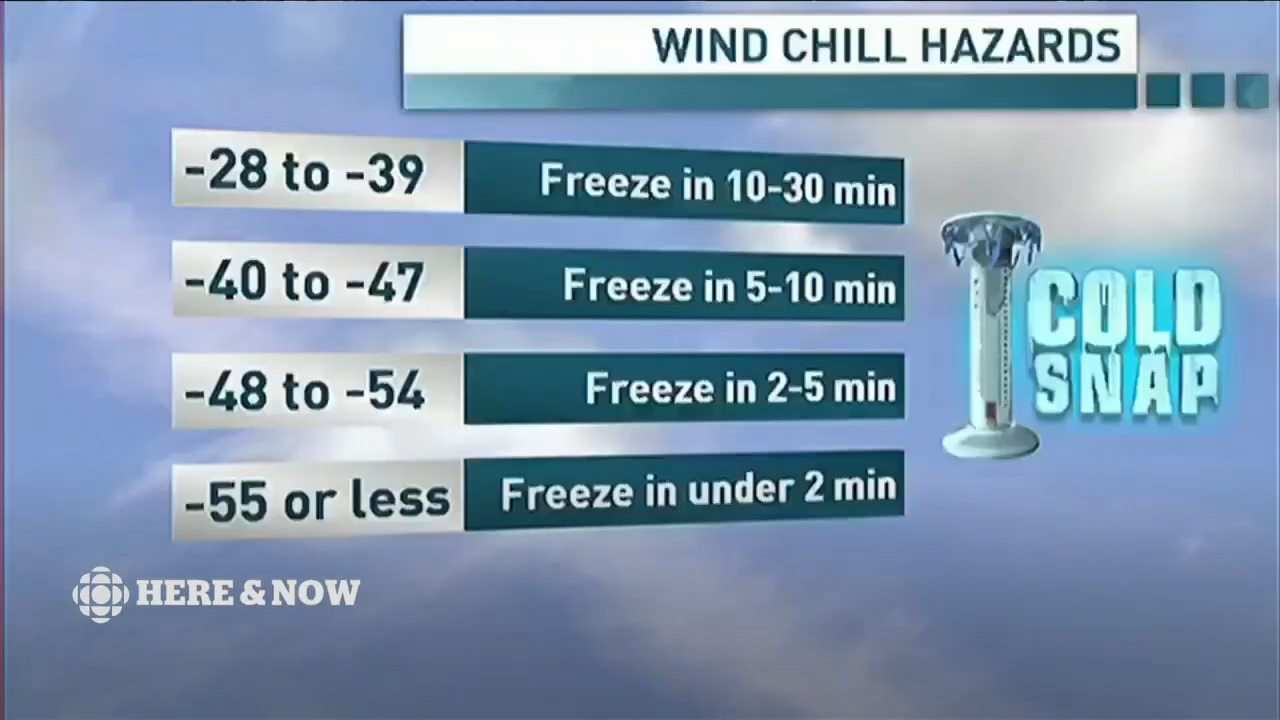 WIND CHILL HAZARDS
-28 to -39 Freeze in 10-30 min
-40 to -47 Freeze in 5-10 min
-48 to -54 Freeze in 2-5 min
-55 or less Freeze in under 2 min
COLD
SNAP
HERE & NOW